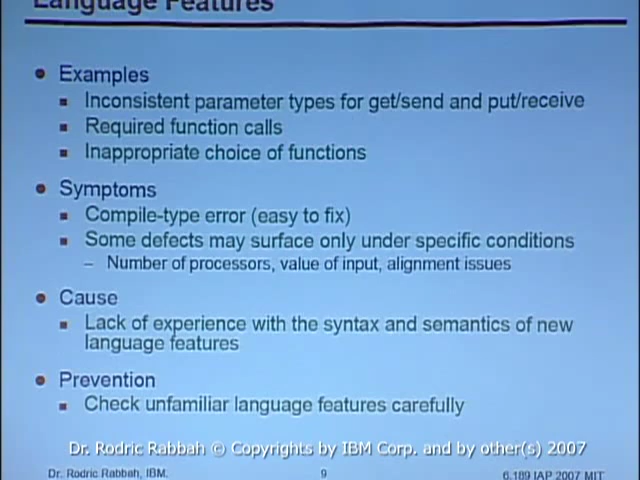 Language Features
Examples
Inconsistent parameter types for get/send and put/receive
Required function calls
Inappropriate choice of functions
Symptoms
Compile-type error (easy to fix)
Some defects may surface only under specific conditions
– Number of processors, value of input, alignment issues
Cause
Lack of experience with the syntax and semantics of new
language features
Prevention
Check unfamiliar language features carefully
Dr. Rodric Rabbah © Copyrights by IBM Corp. and by other(s) 2007
Dr. Rodric Rabbah, IBM.
9
6.189 IAP 2007 MIT